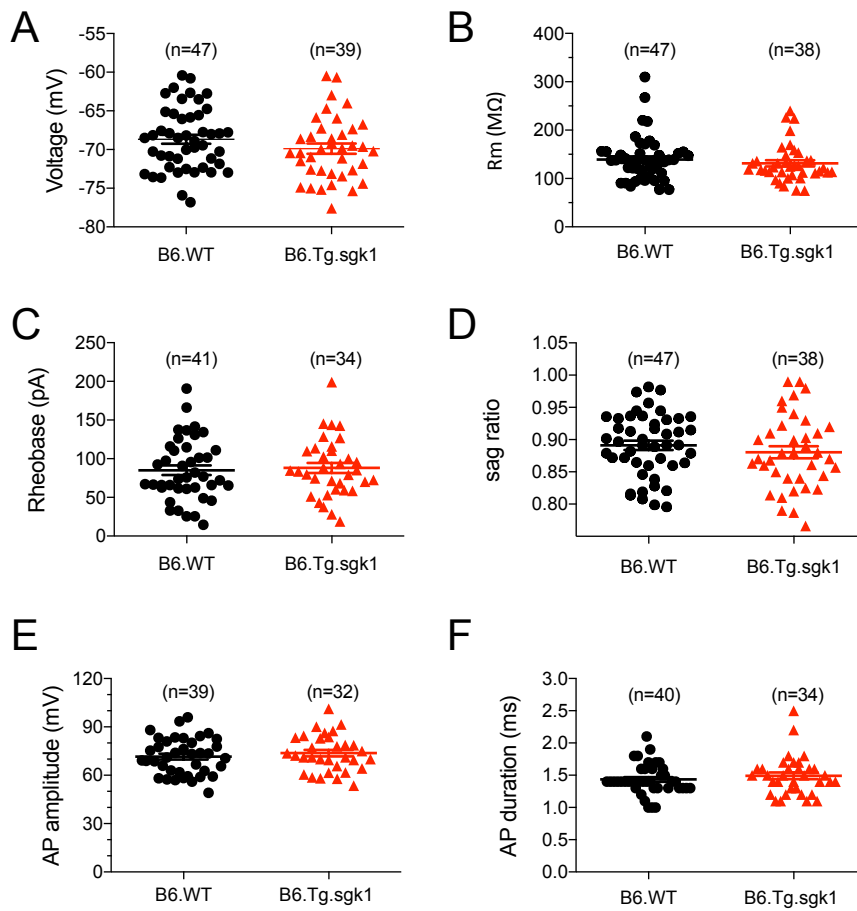 A
(n=47) (n=39)
Voltage (mV)
-55
-60
-65
-70
-75
-80
B6.WT B6.Tg.sgk1
B
(n=47) (n=38)
Rm (MΩ)
400
300
200
100
0
B6.WT B6.Tg.sgk1
C
(n=41) (n=34)
Rheobase (pA)
250
200
150
100
50
0
B6.WT B6.Tg.sgk1
D
(n=47) (n=38)
sag ratio
1.05
1.00
0.95
0.90
0.85
0.80
B6.WT B6.Tg.sgk1
E
(n=39) (n=32)
AP amplitude (mV)
120
90
60
30
0
B6.WT B6.Tg.sgk1
F
(n=40) (n=34)
AP duration (ms)
3.0
2.5
2.0
1.5
1.0
0.5
0.0
B6.WT B6.Tg.sgk1